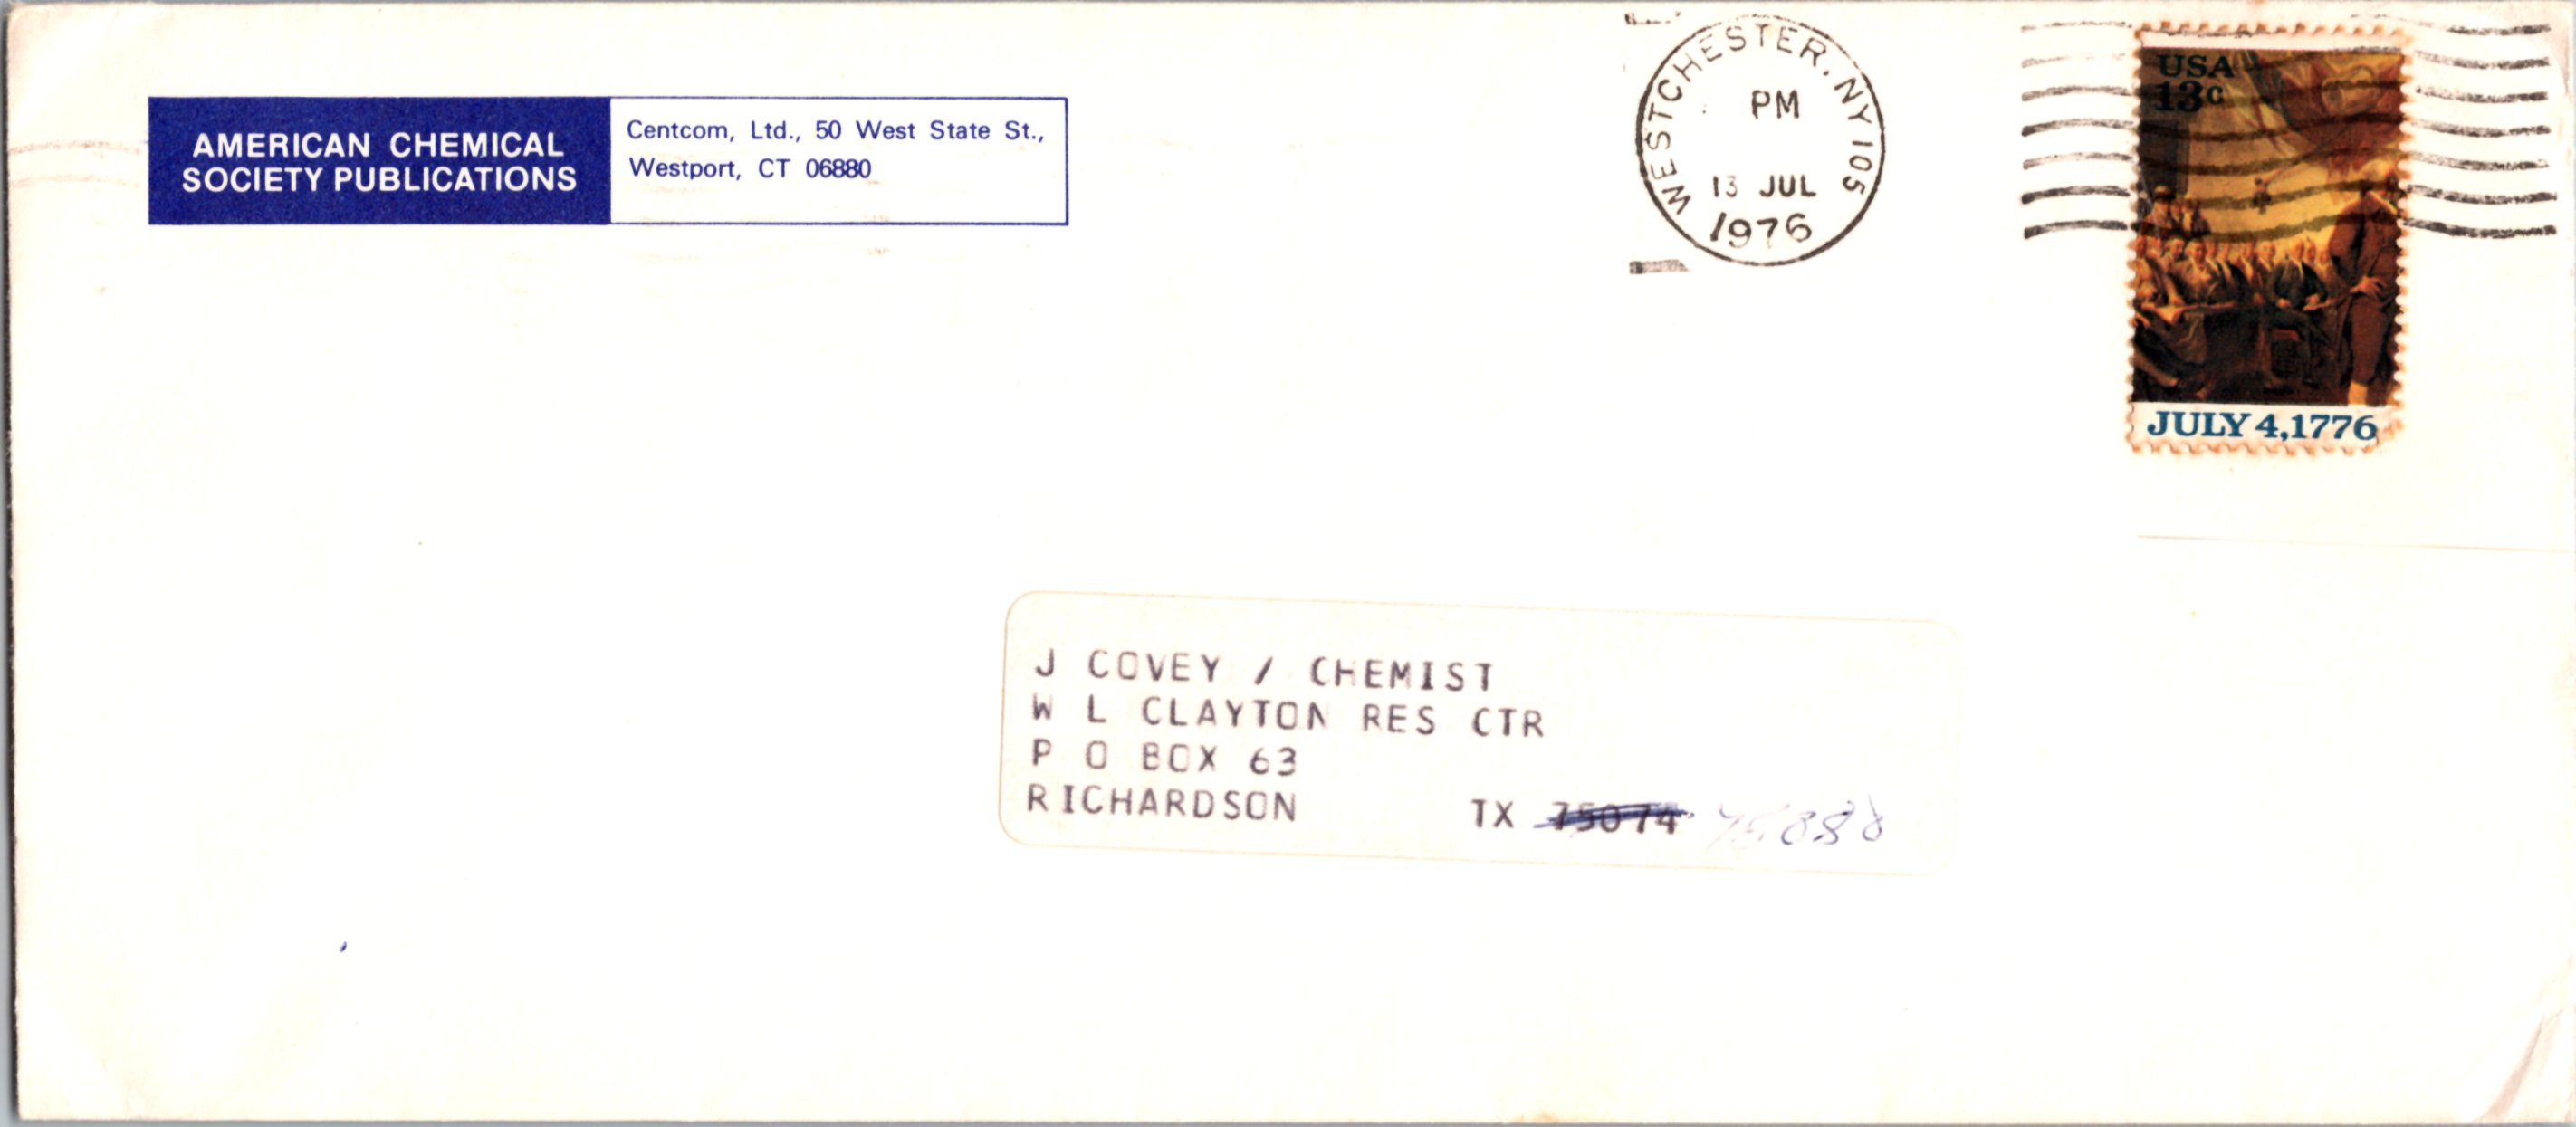 AMERICAN CHEMICAL
SOCIETY PUBLICATIONS
Centcom, Ltd., 50 West State St.,
Westport, CT 06880
WESTCHESTER, NY 105
PM
13 JUL
1976
USA
13c
JULY 4, 1776
J COVEY / CHEMIST
W L CLAYTON RES CTR
P O BOX 63
RICHARDSON TX 75074